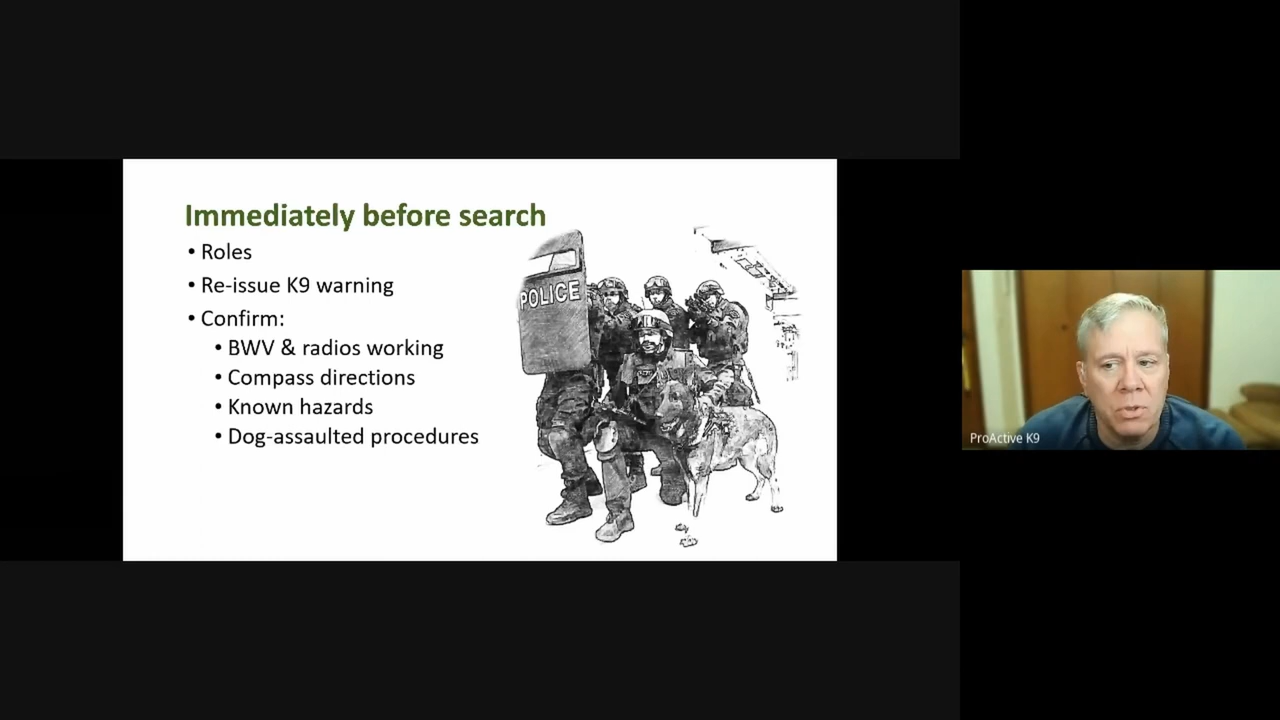 Immediately before search
• Roles
• Re-issue K9 warning
• Confirm:
• BWV & radios working
• Compass directions
• Known hazards
• Dog-assaulted procedures
POLICE
ProActive K9